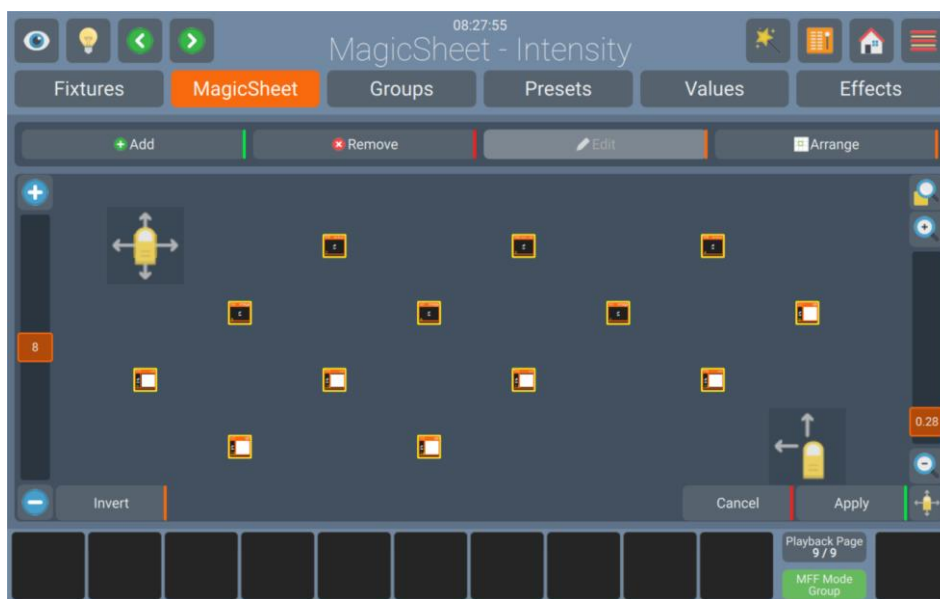 08:27:55
MagicSheet - Intensity
Fixtures
MagicSheet
Groups
Presets
Values
Effects
Add
Remove
Edit
Arrange
8
0.28
Invert
Cancel
Apply
Playback Page
9 / 9
MFF Mode
Group